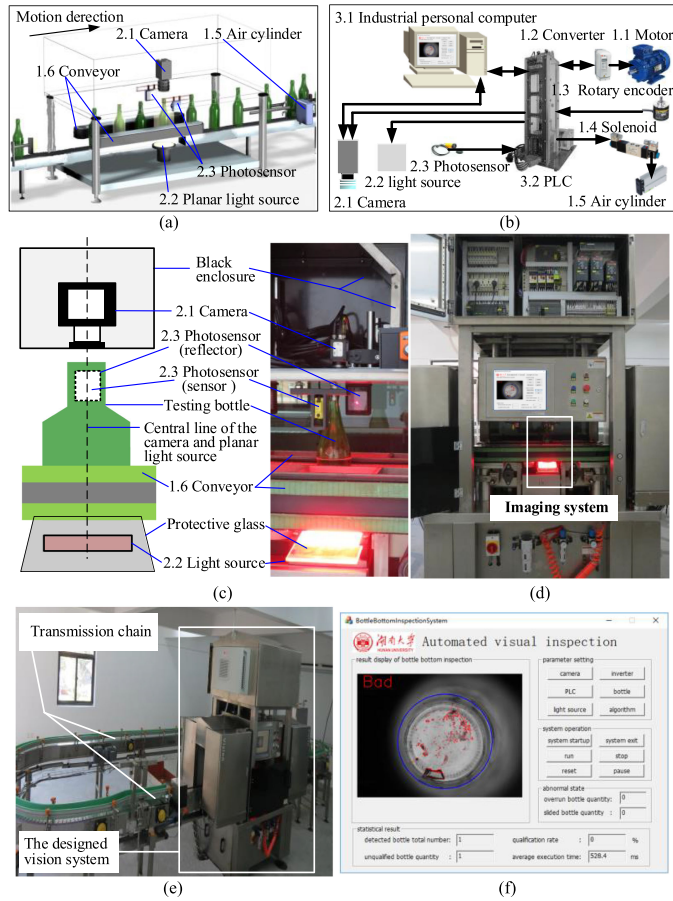 Motion derection
2.1 Camera
1.5 Air cylinder
1.6 Conveyor
2.3 Photosensor
2.2 Planar light source
(a)
3.1 Industrial personal computer
1.2 Converter
1.1 Motor
1.3 Rotary encoder
1.4 Solenoid
2.3 Photosensor
2.2 light source
3.2 PLC
2.1 Camera
1.5 Air cylinder
(b)
Black
enclosure
2.1 Camera
2.3 Photosensor
(reflector)
2.3 Photosensor
(sensor )
Testing bottle
Central line of the
camera and planar
light source
1.6 Conveyor
Protective glass
2.2 Light source
(c)
Imaging system
(d)
Transmission chain
The designed
vision system
(e)
BottleBottomInspectionSystem
湖南大学
HUNAN UNIVERSITY
Automated visual inspection
result display of bottle bottom inspection
Bad
parameter setting
camera inverter
PLC bottle
light source algorithm
system operation
system startup system exit
run stop
reset pause
abnormal state
overrun bottle quantity: 0
slided bottle quantity : 0
statistical result
detected bottle total number: 1 qualification rate : 0 %
unqualified bottle quantity : 1 average execution time: 528.4 ms
(f)